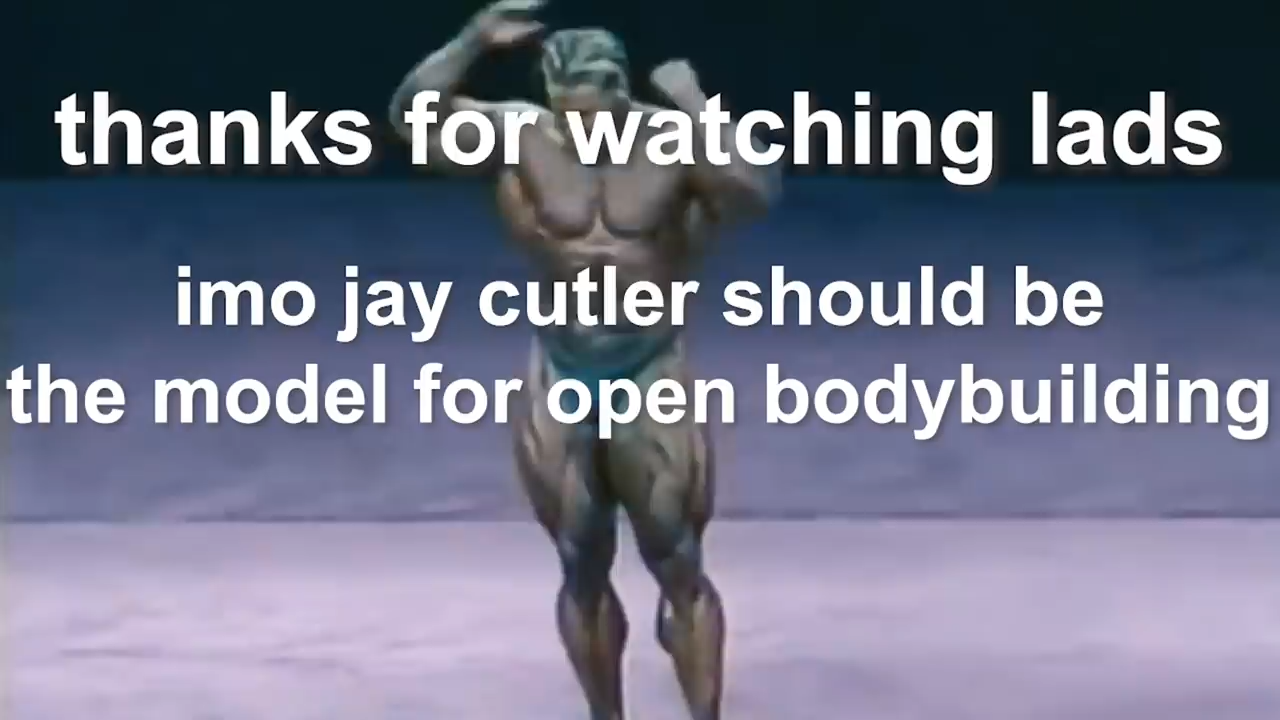 thanks for watching lads
imo jay cutler should be
the model for open bodybuilding